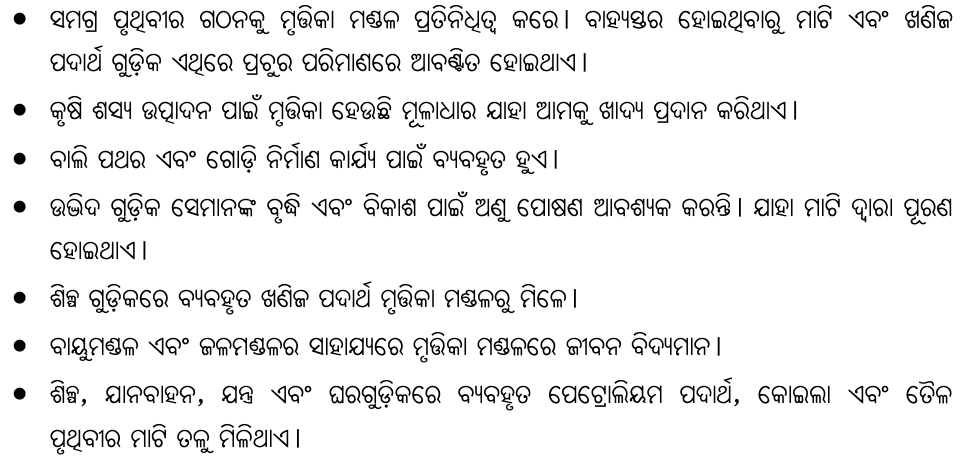 • ସମଗ୍ର ପୃଥିବୀର ଗଠନକୁ ମୃତ୍ତିକା ମଣ୍ଡଳ ପ୍ରତିନିଧିତ୍ୱ କରେ। ବାହ୍ୟସ୍ତର ହୋଇଥିବାରୁ ମାଟି ଏବଂ ଖଣିଜ
ପଦାର୍ଥ ଗୁଡ଼ିକ ଏଥିରେ ପ୍ରଚୁର ପରିମାଣରେ ଆବଣ୍ଟିତ ହୋଇଥାଏ।
• କୃଷି ଶସ୍ୟ ଉତ୍ପାଦନ ପାଇଁ ମୃତ୍ତିକା ହେଉଛି ମୂଳାଧାର ଯାହା ଆମକୁ ଖାଦ୍ୟ ପ୍ରଦାନ କରିଥାଏ।
• ବାଲି ପଥର ଏବଂ ଗୋଡ଼ି ନିର୍ମାଣ କାର୍ଯ୍ୟ ପାଇଁ ବ୍ୟବହୃତ ହୁଏ।
• ଉଦ୍ଭିଦ ଗୁଡ଼ିକ ସେମାନଙ୍କ ବୃଦ୍ଧି ଏବଂ ବିକାଶ ପାଇଁ ଅଣୁ ପୋଷଣ ଆବଶ୍ୟକ କରନ୍ତି। ଯାହା ମାଟି ଦ୍ୱାରା ପୂରଣ
ହୋଇଥାଏ।
• ଶିଳ୍ପ ଗୁଡ଼ିକରେ ବ୍ୟବହୃତ ଖଣିଜ ପଦାର୍ଥ ମୃତ୍ତିକା ମଣ୍ଡଳରୁ ମିଳେ।
• ବାୟୁମଣ୍ଡଳ ଏବଂ ଜଳମଣ୍ଡଳର ସାହାଯ୍ୟରେ ମୃତ୍ତିକା ମଣ୍ଡଳରେ ଜୀବନ ବିଦ୍ୟମାନ।
• ଶିଳ୍ପ, ଯାନବାହନ, ଯନ୍ତ୍ର ଏବଂ ଘରଗୁଡ଼ିକରେ ବ୍ୟବହୃତ ପେଟ୍ରୋଲିୟମ ପଦାର୍ଥ, କୋଇଲା ଏବଂ ତୈଳ
ପୃଥିବୀର ମାଟି ତଳୁ ମିଳିଥାଏ।